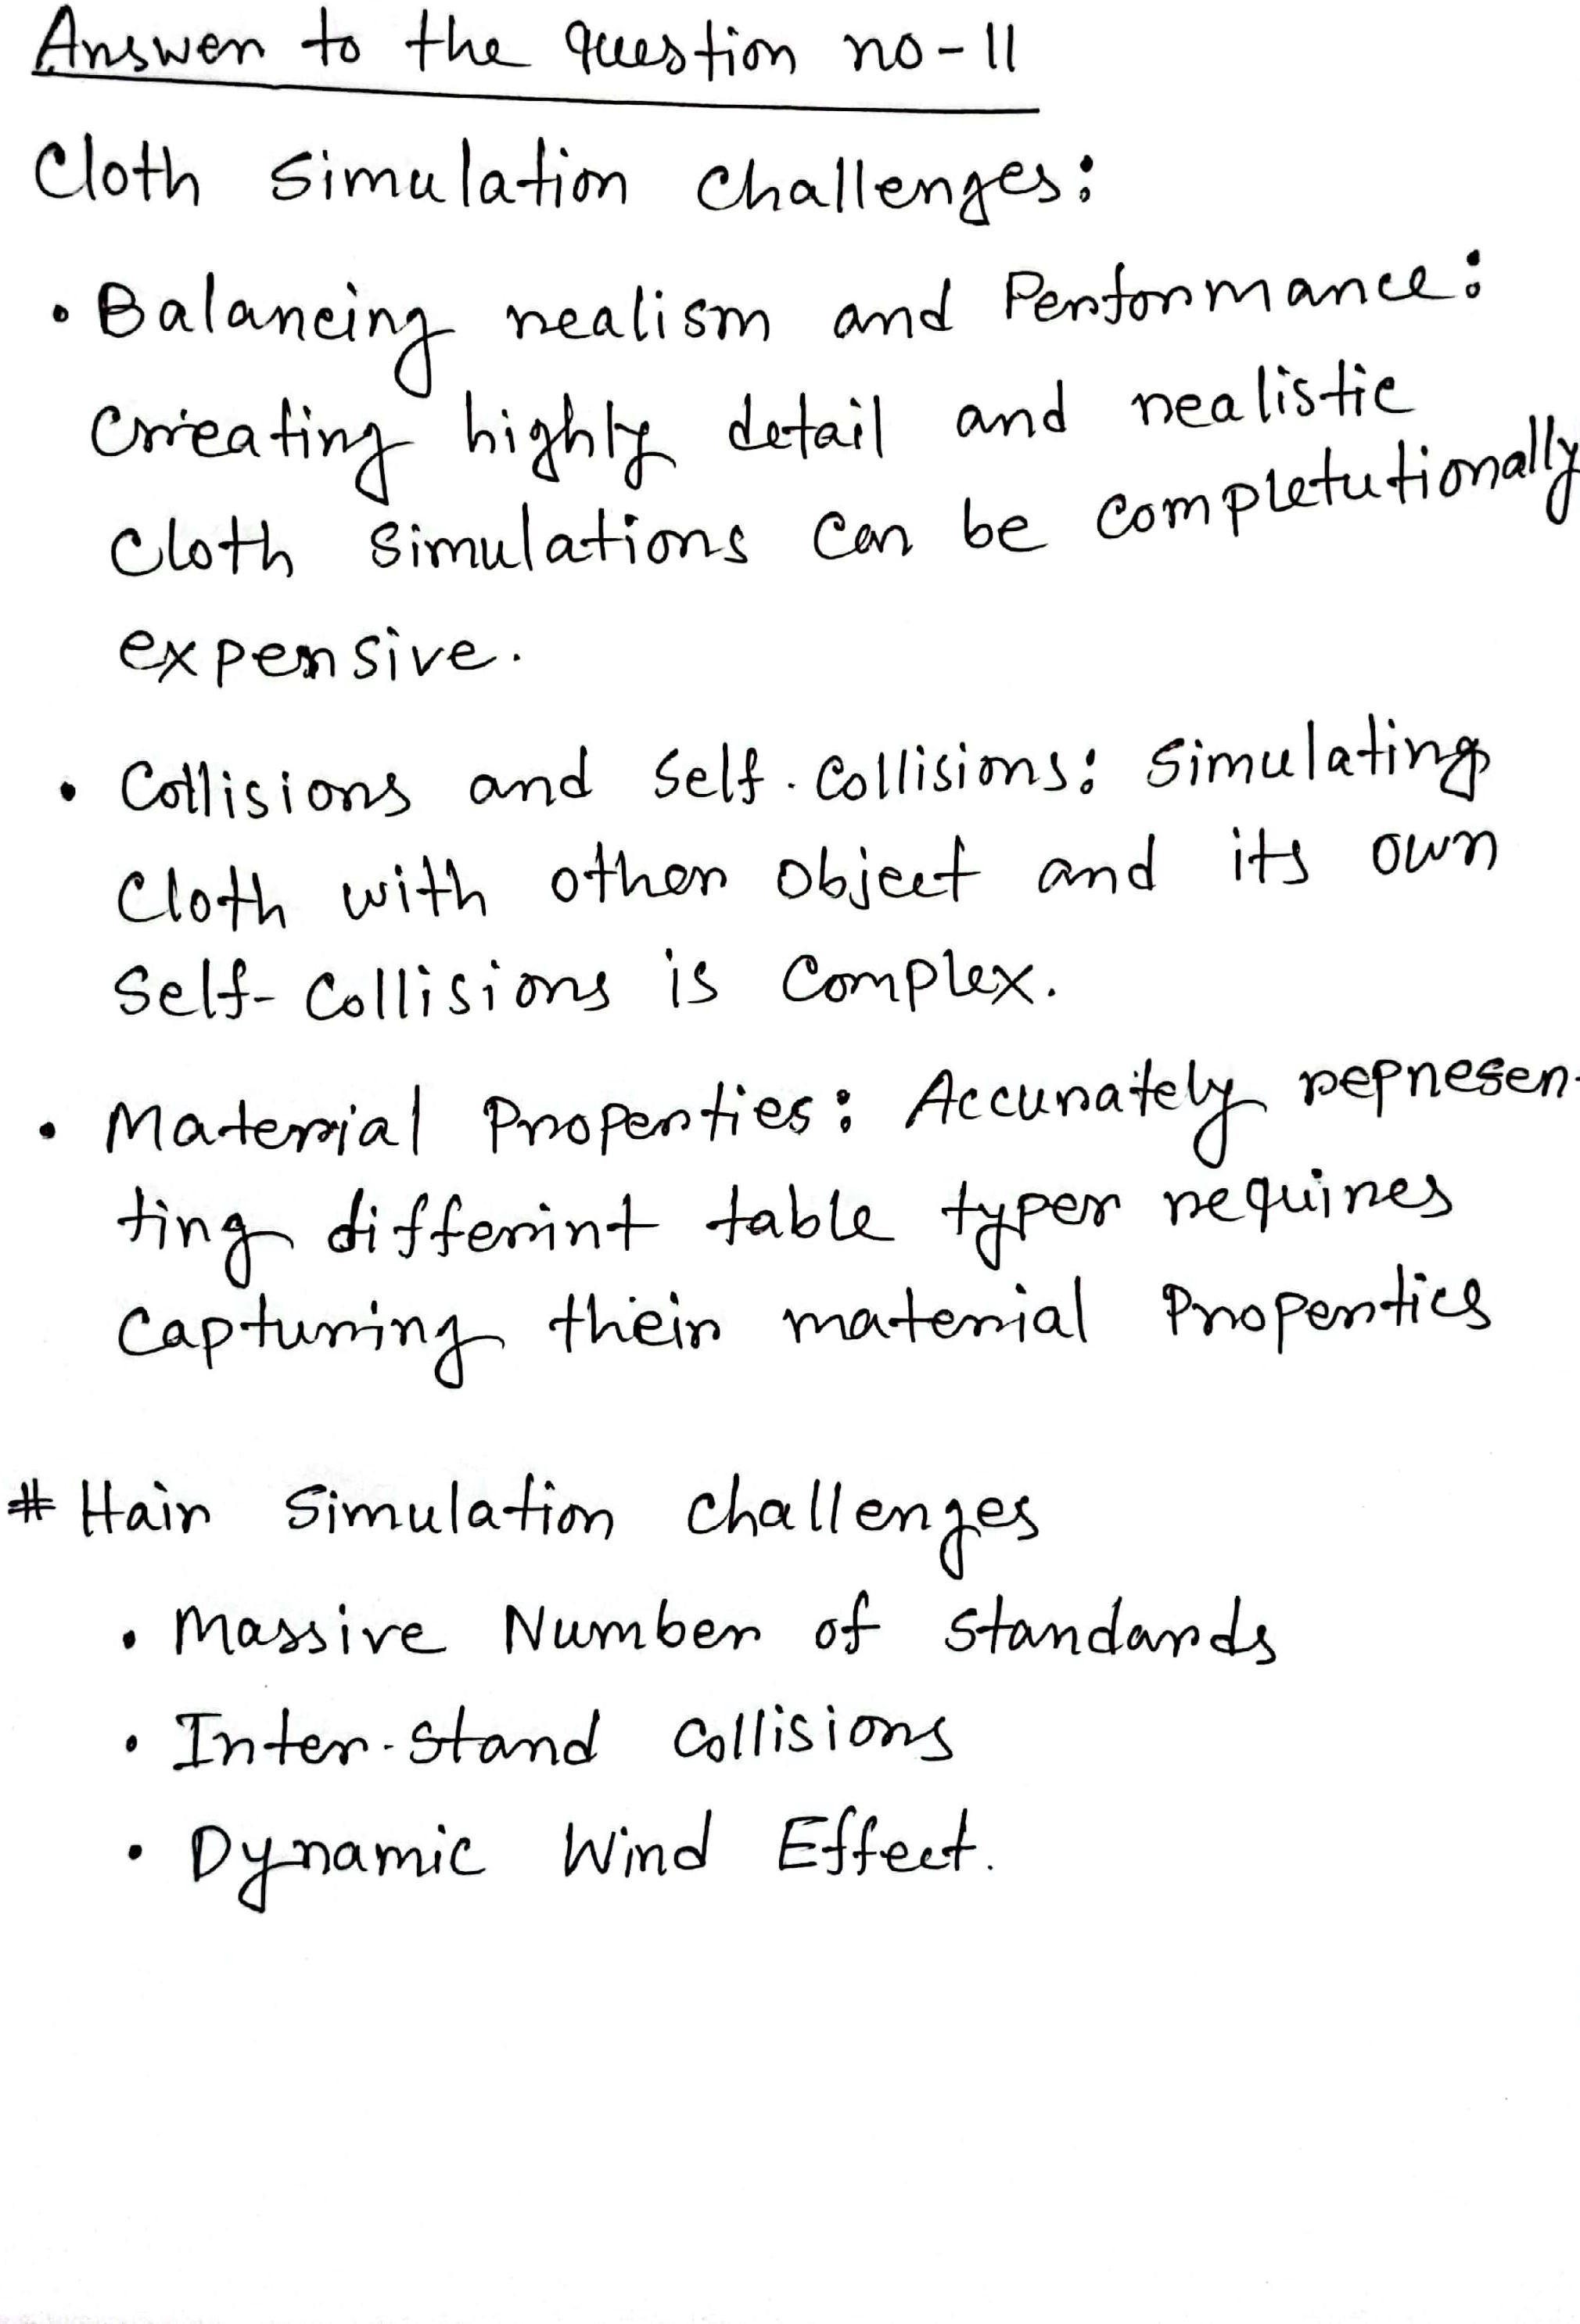 Answer to the question no-11
Cloth simulation challenges:
• Balancing realism and Performance:
Creating highly detail and realistic
cloth simulations can be completutionally
expensive.
• Collisions and Self-collisions: Simulating
cloth with other object and its own
self-collisions is complex.
• Material Properties: Accurately represen-
ting differint table typer requires
capturing their material properties
# Hair Simulation challenges
• Massive Number of standards
• Inter-stand collisions
• Dynamic Wind Effect.